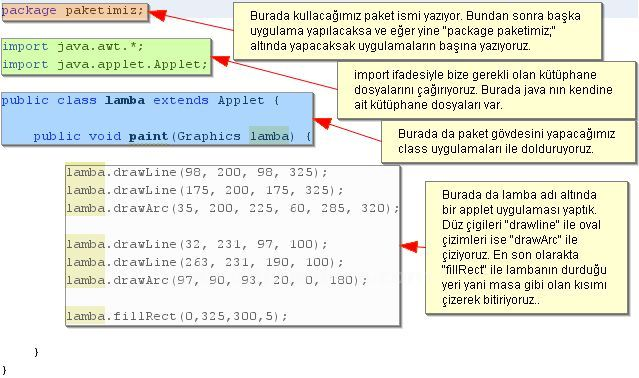 package paketimiz;
Burada kullacağımız paket ismi yazıyor. Bundan sonra başka
uygulama yapılacaksa ve eğer yine "package paketimiz;"
altında yapacaksak uygulamaların başına yazıyoruz.
import java.awt.*;
import java.applet.Applet;
import ifadesiyle bize gerekli olan kütüphane
dosyalarını çağırıyoruz. Burada java nın kendine
ait kütüphane dosyaları var.
public class lamba extends Applet {
public void paint(Graphics lamba) {
Burada da paket gövdesini yapacağımız
class uygulamaları ile dolduruyoruz.
lamba.drawLine(98, 200, 98, 325);
lamba.drawLine(175, 200, 175, 325);
lamba.drawArc(35, 200, 225, 60, 285, 320);
lamba.drawLine(32, 231, 97, 100);
lamba.drawLine(263, 231, 190, 100);
lamba.drawArc(97, 90, 93, 20, 0, 180);
lamba.fillRect(0,325,300,5);
Burada da lamba adı altında
bir applet uygulaması yaptık.
Düz çigileri "drawline" ile oval
çizimleri ise "drawArc" ile
çiziyoruz. En son olarakta
"fillRect" ile lambanın durduğu
yeri yani masa gibi olan kısımı
çizerek bitiriyoruz..
}
}